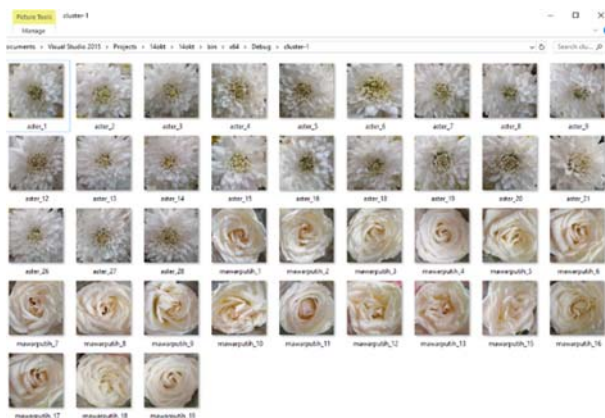 Picture Tools cluster-1
Manage
ocuments › Visual Studio 2015 › Projects › 14okt › 14okt › bin › x64 › Debug › cluster-1
Search clu...
aster_1 aster_2 aster_3 aster_4 aster_5 aster_6 aster_7 aster_8 aster_9
aster_12 aster_13 aster_14 aster_15 aster_16 aster_18 aster_19 aster_20 aster_21
aster_26 aster_27 aster_28 mawarputih_1 mawarputih_2 mawarputih_3 mawarputih_4 mawarputih_5 mawarputih_6
mawarputih_7 mawarputih_8 mawarputih_9 mawarputih_10 mawarputih_11 mawarputih_12 mawarputih_13 mawarputih_15 mawarputih_16
mawarputih_17 mawarputih_18